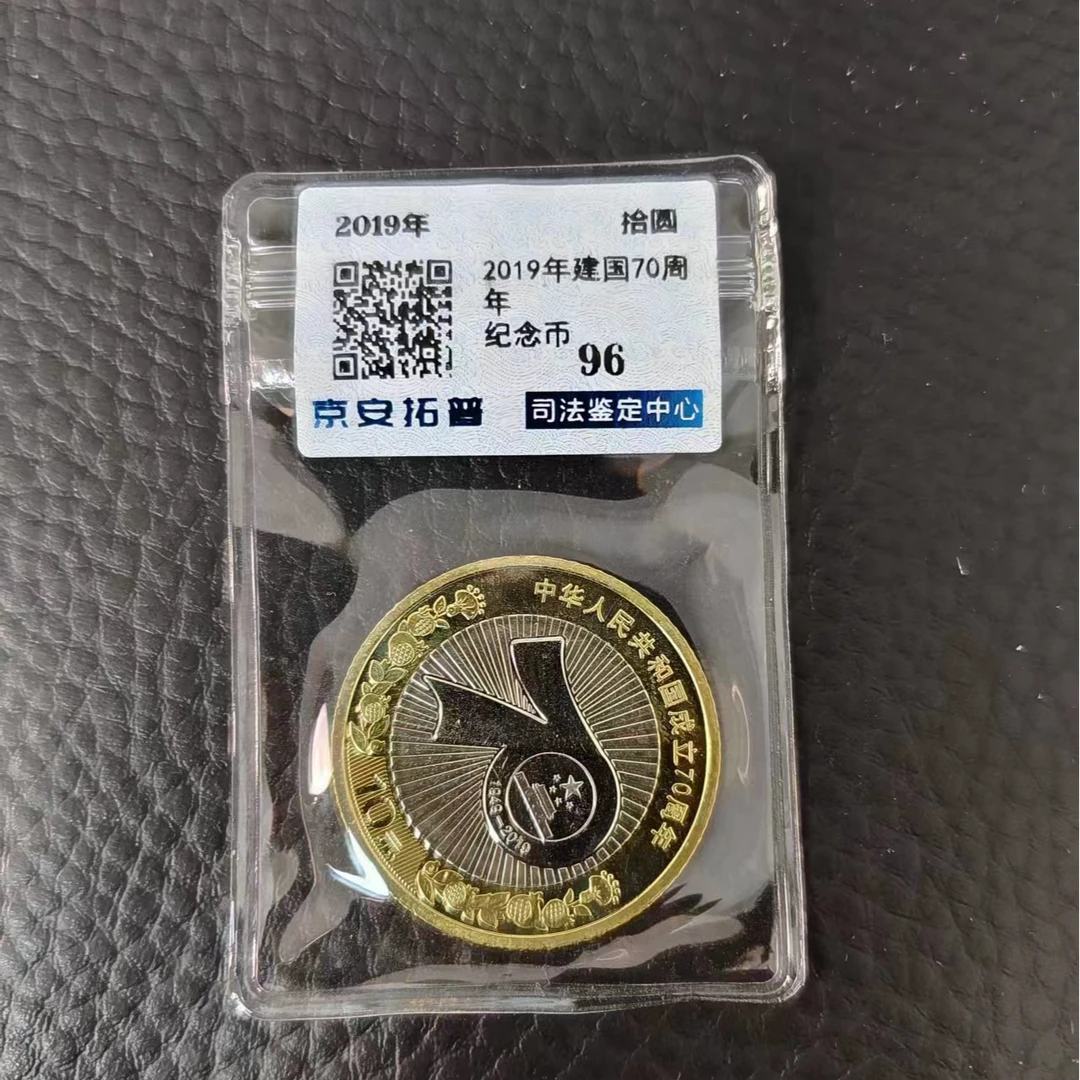 2019年 拾圆
2019年建国70周
年
纪念币
96
京安拓普 司法鉴定中心
中华人民共和国成立70周年
1949-2019
10元